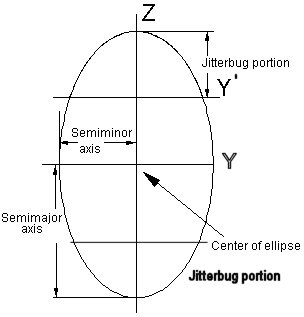 Z
Jitterbug portion
Y'
Semiminor
axis
Y
Semimajor
axis
Center of ellipse
Jitterbug portion